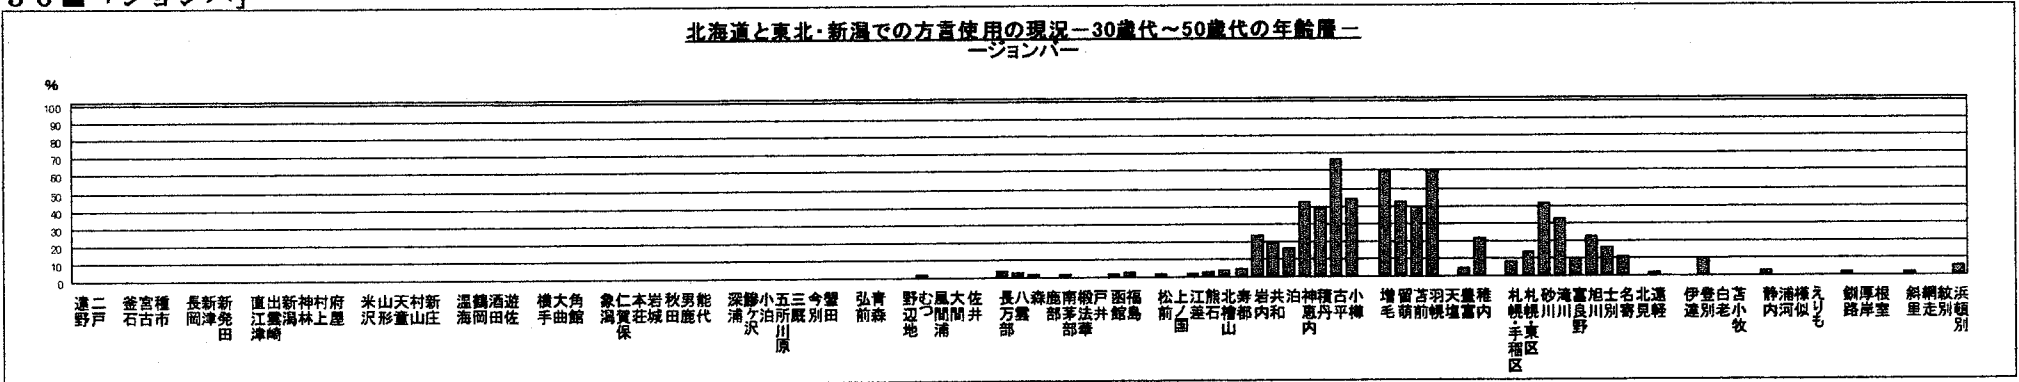 北海道と東北・新潟での方言使用の現況－30歳代～50歳代の年齢層－
－ジョンバ－
%
100
90
80
70
60
50
40
30
20
10
0
遠野
二戸
釜石
宮古
種市
長岡
新津
新発田
直江津
出雲崎
新潟
神林
村上
府屋
米沢
山形
天童
村山
新庄
温海
鶴岡
酒田
遊佐
横手
大曲
角館
象潟
仁賀保
本荘
岩城
秋田
男鹿
能代
深浦
鰺ケ沢
小泊
五所川原
三厩
今別
蟹田
弘前
青森
野辺地
むつ
風間浦
大間
佐井
長万部
八雲
森
鹿部
南茅部
椴法華
戸井
函館
福島
松前
上ノ国
江差
熊石
北檜山
寿都
岩内
共和
泊
神恵内
積丹
古平
小樽
増毛
留萌
苫前
羽幌
天塩
豊富
稚内
札幌・手稲区
札幌・東区
砂川
滝川
富良野
旭川
士別
名寄
北見
遠軽
伊達
登別
白老
苫小牧
静内
浦河
様似
えりも
釧路
厚岸
根室
斜里
網走
紋別
浜頓別